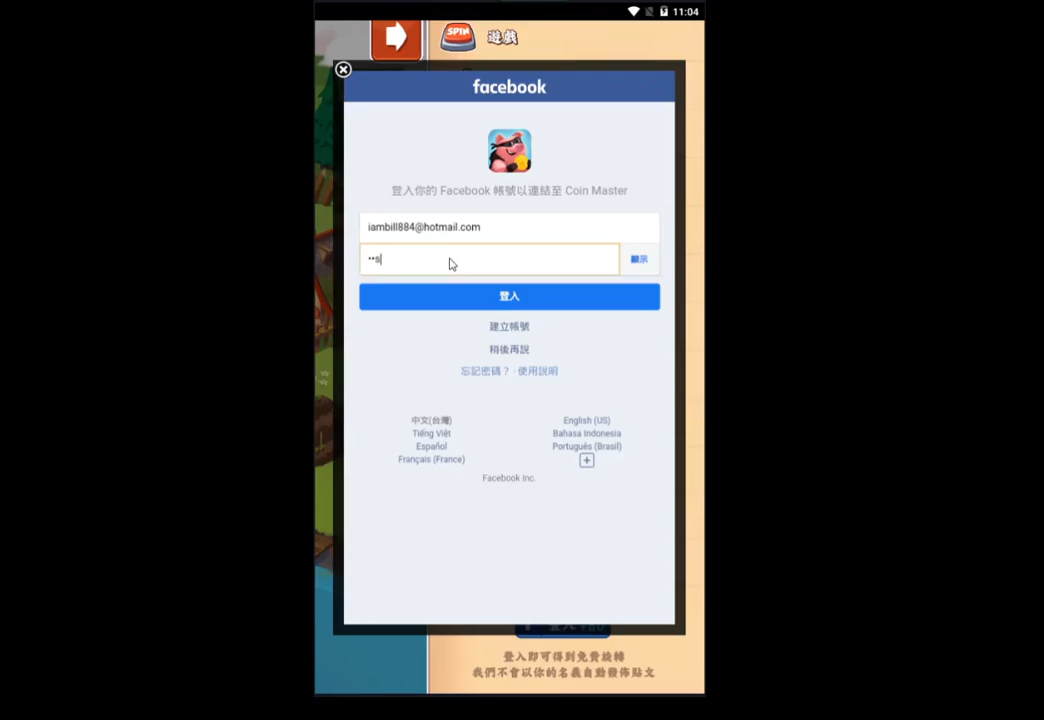 11:04
SPIN 遊戲
facebook
登入你的 Facebook 帳號以連結至 Coin Master
iambill884@hotmail.com
••s
顯示
登入
建立帳號
稍後再說
忘記密碼？ · 使用說明
中文(台灣)
English (US)
Tiếng Việt
Bahasa Indonesia
Español
Português (Brasil)
Français (France)
Facebook Inc.
登入即可得到免費旋轉
我們不會以你的名義自動發佈貼文